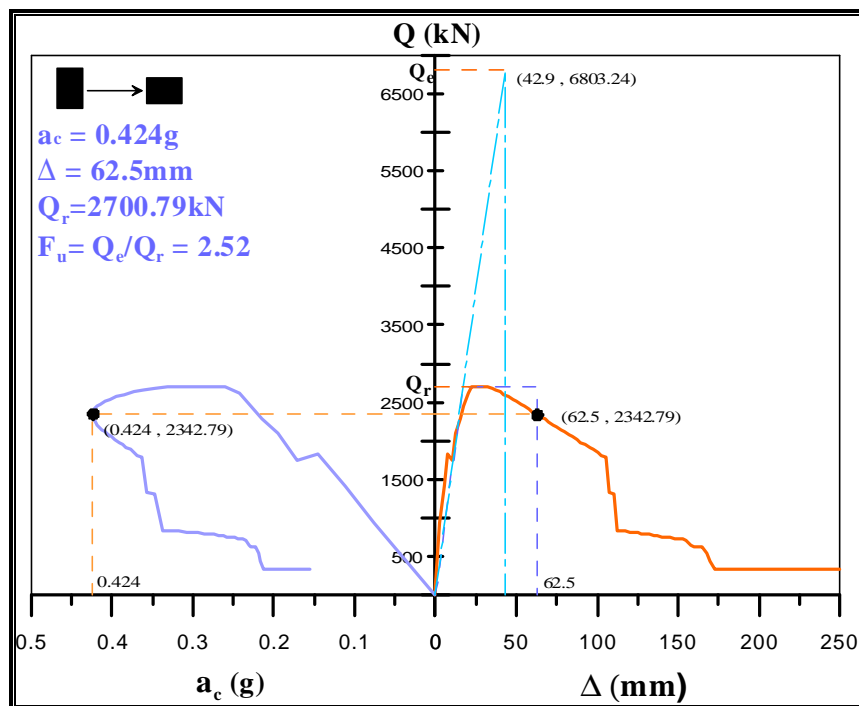 Q (kN)
Qe
(42.9 , 6803.24)
6500
ac = 0.424g
Δ = 62.5mm
Qr=2700.79kN
Fu= Qe/Qr = 2.52
5500
4500
3500
Qr
2500
(0.424 , 2342.79)
(62.5 , 2342.79)
1500
500
0.424
62.5
0.5 0.4 0.3 0.2 0.1 0 50 100 150 200 250
ac (g)
Δ (mm)